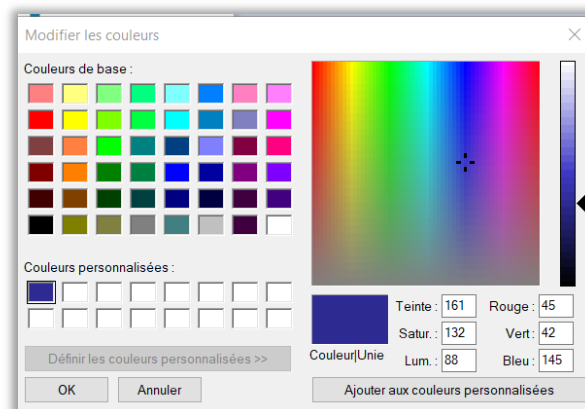 Modifier les couleurs
Couleurs de base :
Couleurs personnalisées :
Définir les couleurs personnalisées >>
OK Annuler
Couleur|Unie
Teinte : 161 Rouge : 45
Satur. : 132 Vert : 42
Lum. : 88 Bleu : 145
Ajouter aux couleurs personnalisées